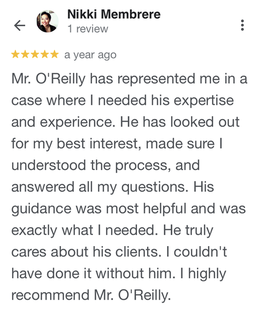 Nikki Membrere
1 review
a year ago
Mr. O'Reilly has represented me in a
case where I needed his expertise
and experience. He has looked out
for my best interest, made sure I
understood the process, and
answered all my questions. His
guidance was most helpful and was
exactly what I needed. He truly
cares about his clients. I couldn't
have done it without him. I highly
recommend Mr. O'Reilly.